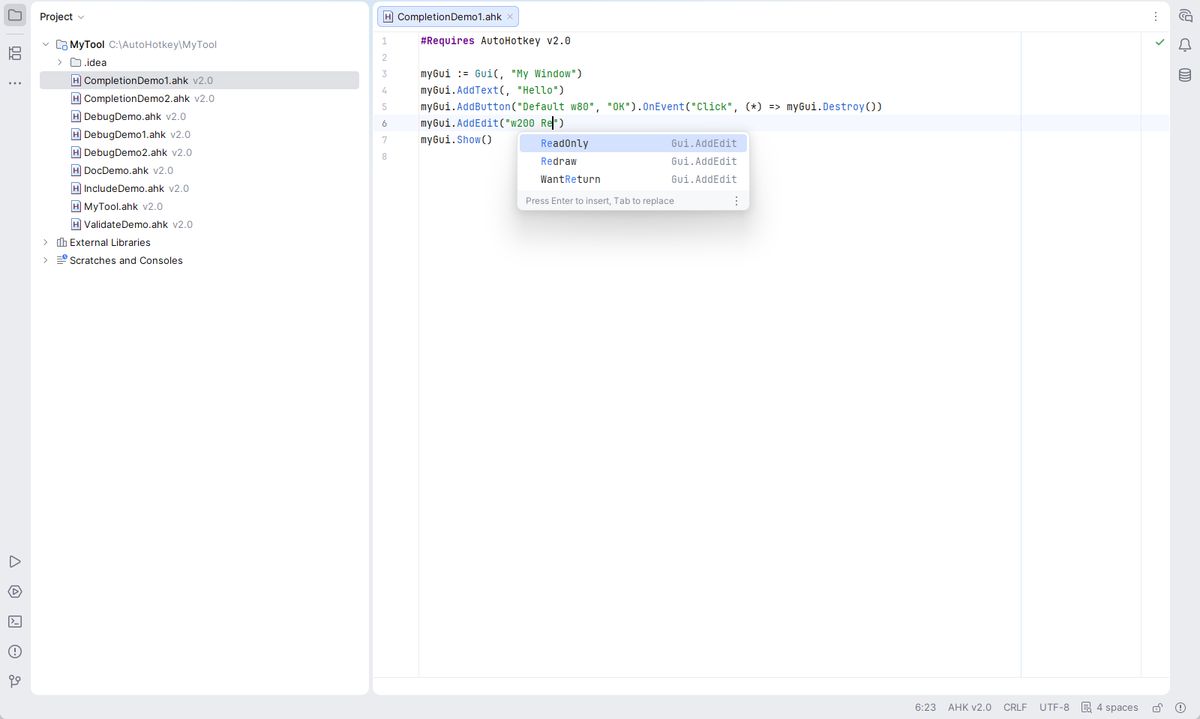 Project
MyTool C:\AutoHotkey\MyTool
.idea
CompletionDemo1.ahk v2.0
CompletionDemo2.ahk v2.0
DebugDemo.ahk v2.0
DebugDemo1.ahk v2.0
DebugDemo2.ahk v2.0
DocDemo.ahk v2.0
IncludeDemo.ahk v2.0
MyTool.ahk v2.0
ValidateDemo.ahk v2.0
External Libraries
Scratches and Consoles
CompletionDemo1.ahk
1 #Requires AutoHotkey v2.0
2
3 myGui := Gui(, "My Window")
4 myGui.AddText(, "Hello")
5 myGui.AddButton("Default w80", "OK").OnEvent("Click", (*) => myGui.Destroy())
6 myGui.AddEdit("w200 Re")
7 myGui.Show()
8
ReadOnly Gui.AddEdit
Redraw Gui.AddEdit
WantReturn Gui.AddEdit
Press Enter to insert, Tab to replace
6:23 AHK v2.0 CRLF UTF-8 4 spaces